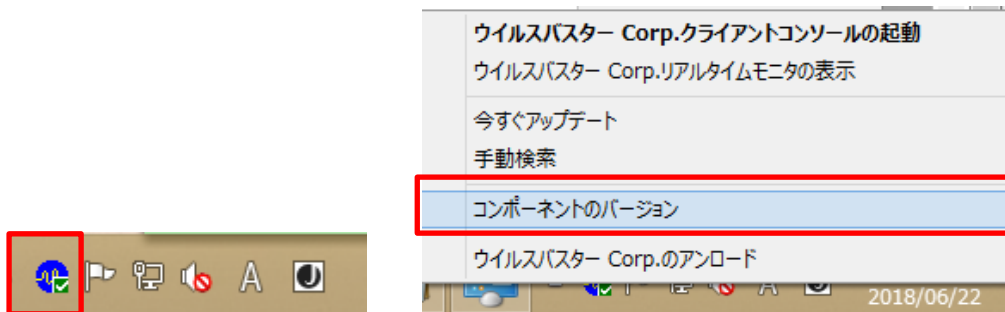 ウイルスバスター Corp.クライアントコンソールの起動
ウイルスバスター Corp.リアルタイムモニタの表示
今すぐアップデート
手動検索
コンポーネントのバージョン
ウイルスバスター Corp.のアンロード
A
A
2018/06/22